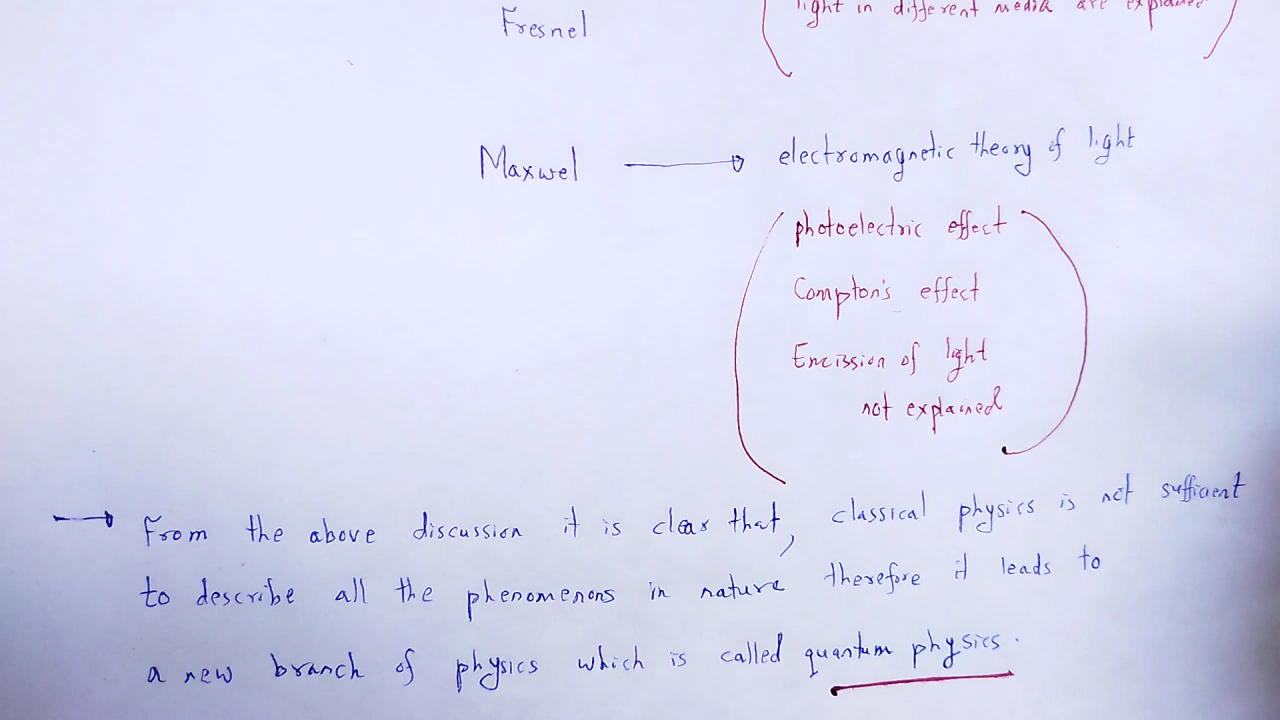 light in different media are explained
Fresnel
Maxwel → electromagnetic theory of light
photoelectric effect
Compton's effect
Emission of light
not explained
→ From the above discussion it is clear that, classical physics is not sufficient
to describe all the phenomenons in nature therefore it leads to
a new branch of physics which is called quantum physics.